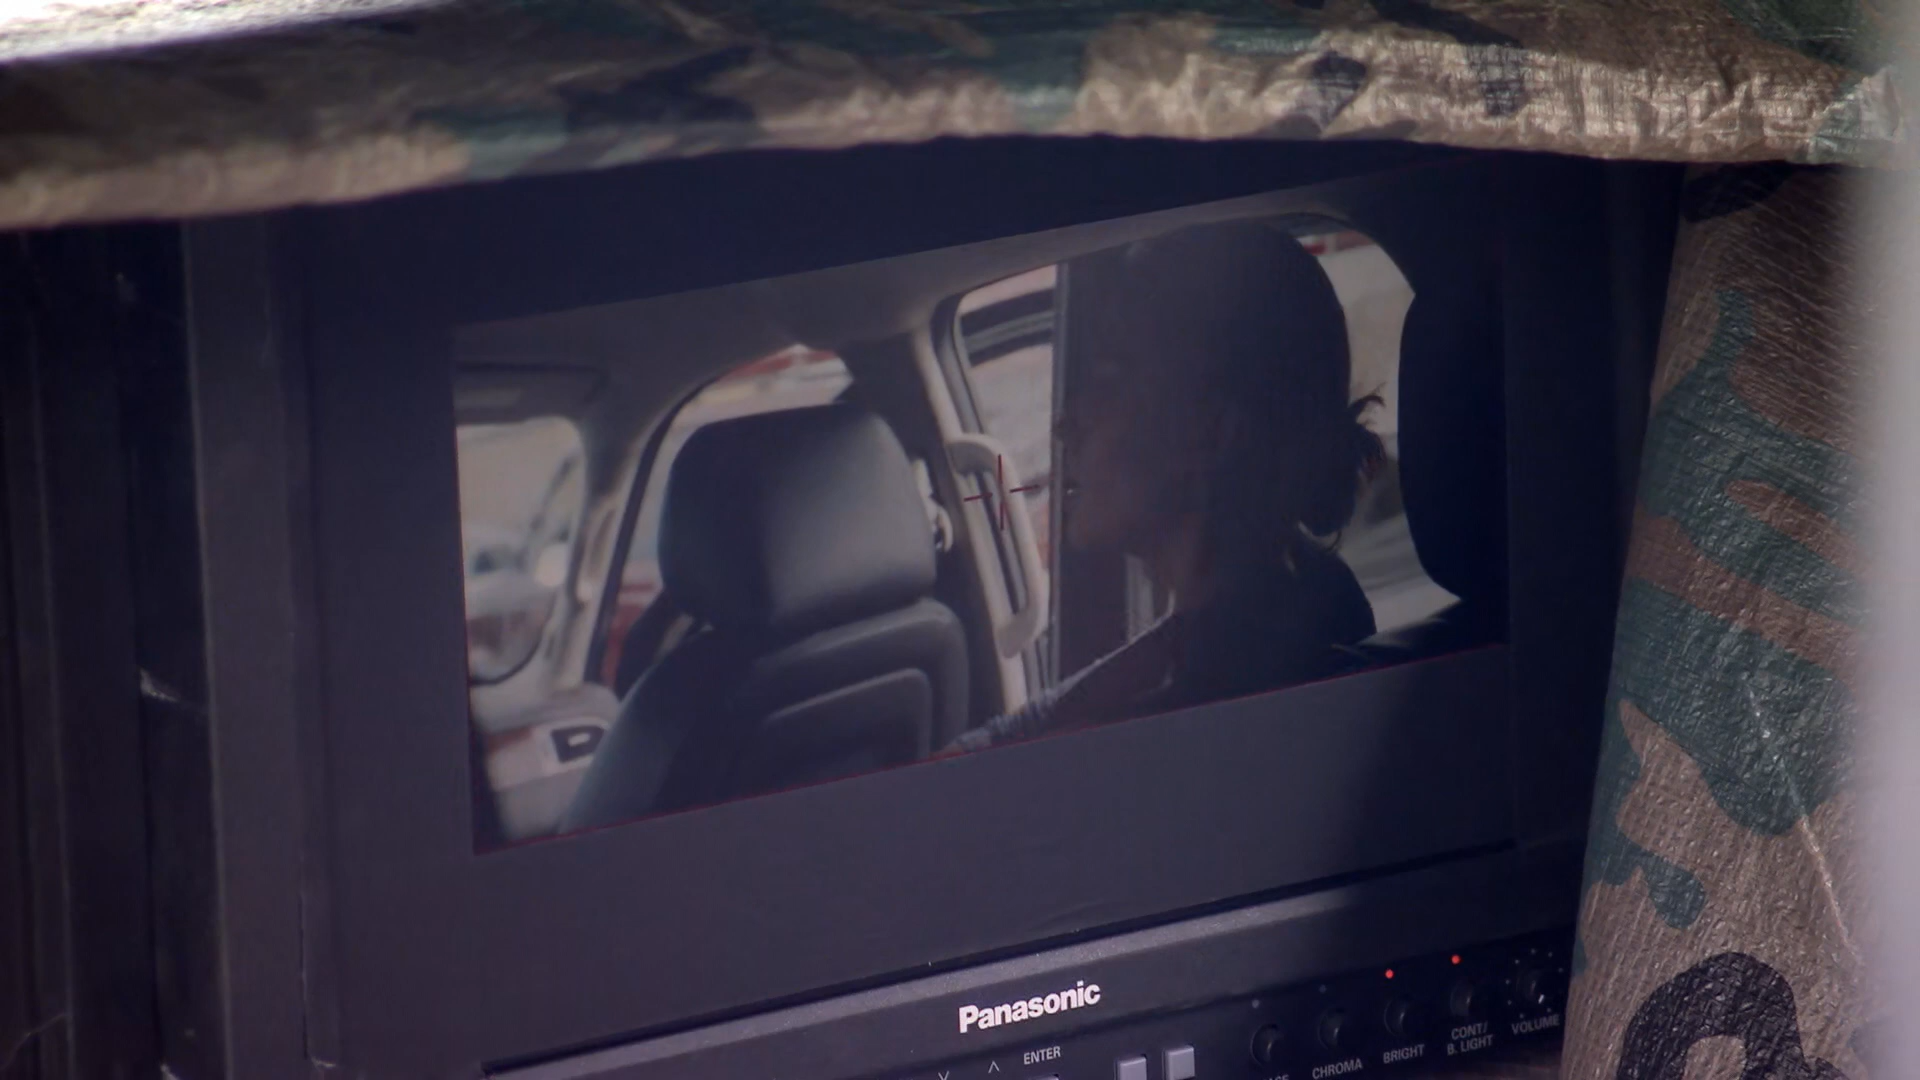 Panasonic
ENTER
CHROMA
BRIGHT
CONT/
B. LIGHT
VOLUME